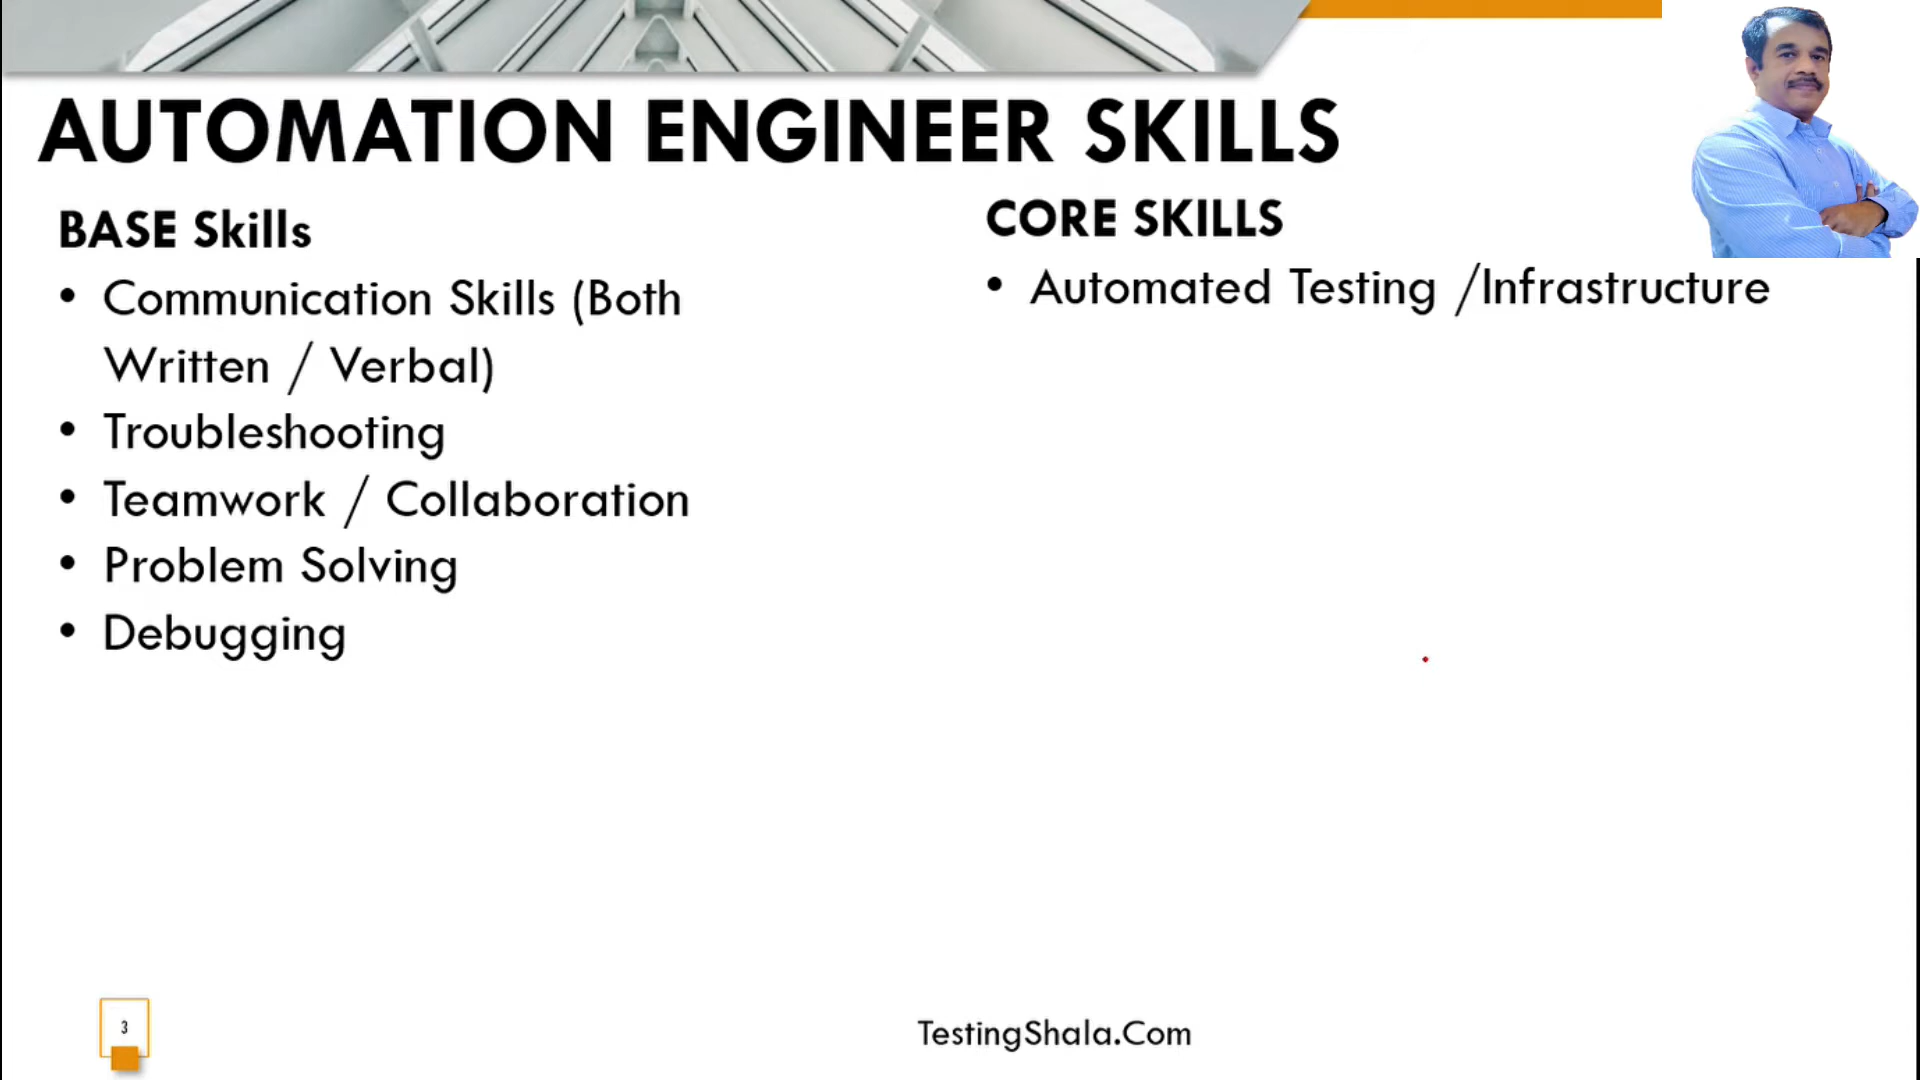 AUTOMATION ENGINEER SKILLS
BASE Skills
• Communication Skills (Both
Written / Verbal)
• Troubleshooting
• Teamwork / Collaboration
• Problem Solving
• Debugging
CORE SKILLS
• Automated Testing /Infrastructure
3
TestingShala.Com